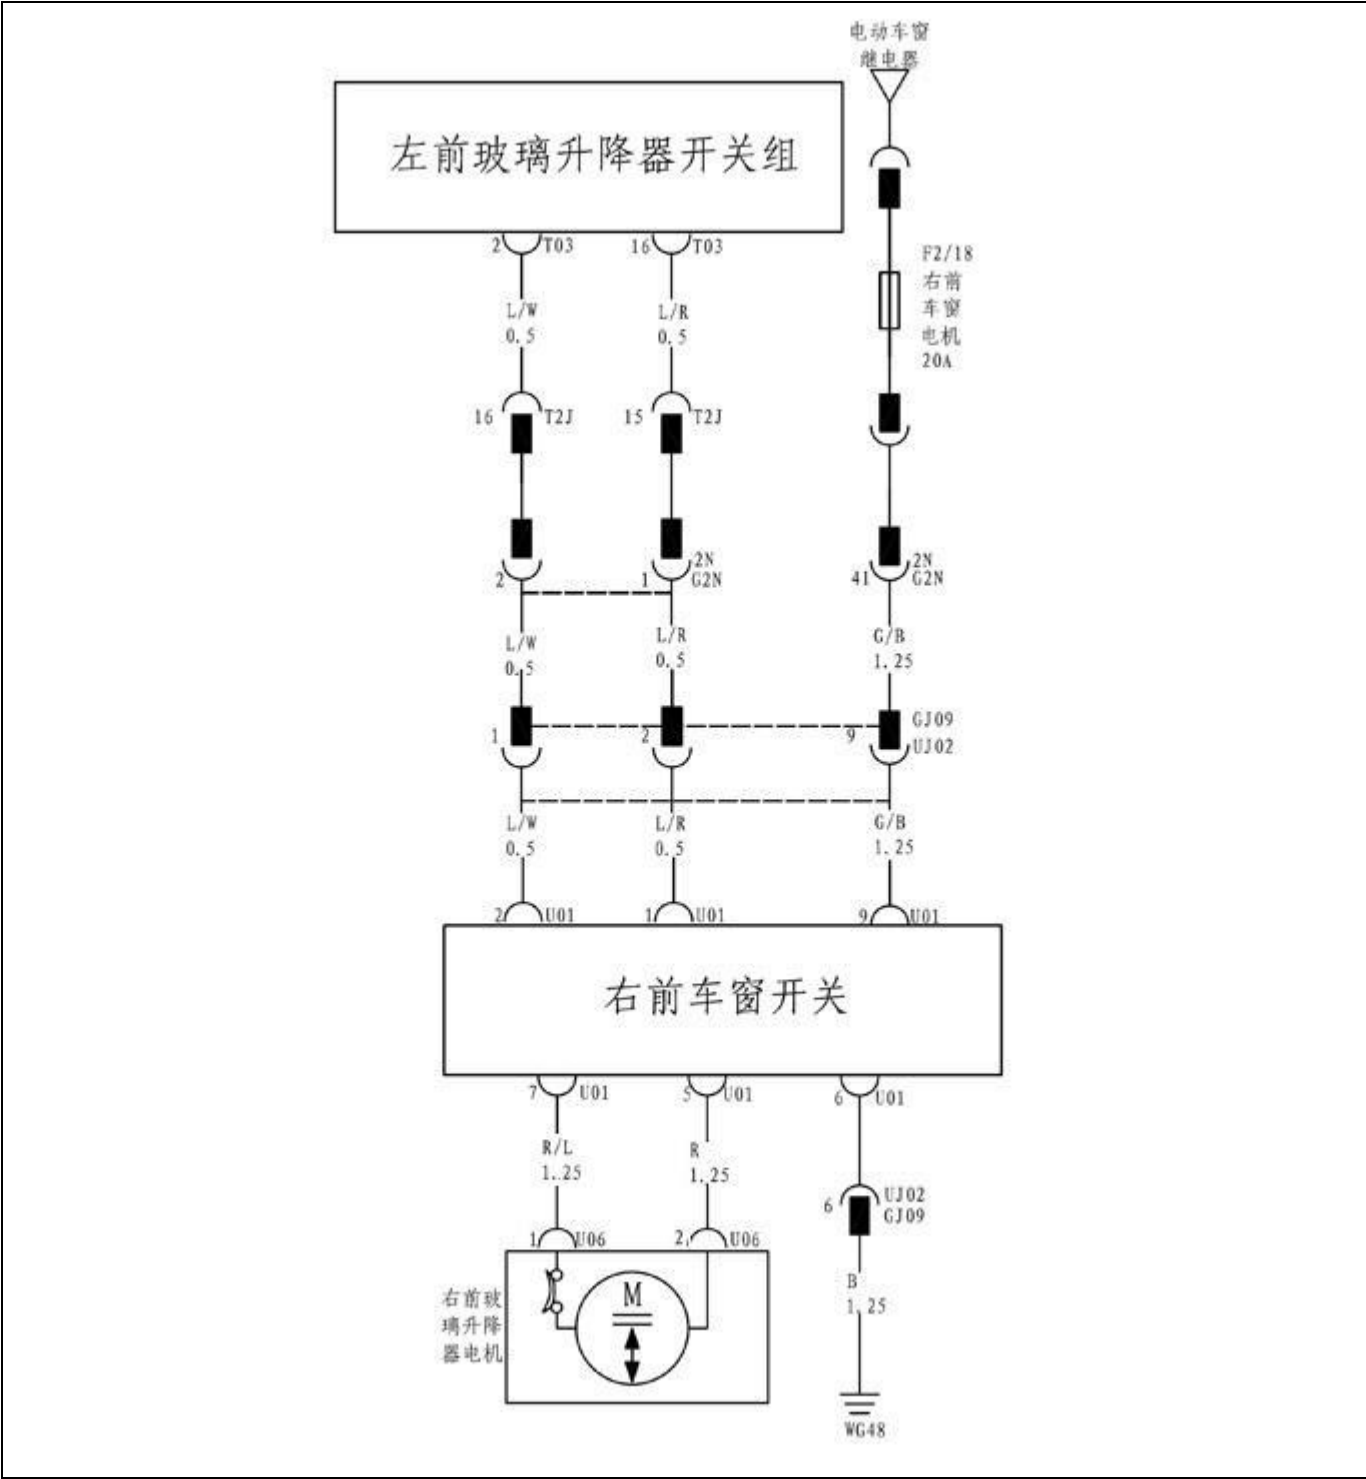 电动车窗
继电器
左前玻璃升降器开关组
2 T03 16 T03
F2/18
右前
车窗
电机
20A
L/W L/R
0.5 0.5
16 T2J 15 T2J
2N 2N
2 1 G2N 41 G2N
L/W L/R G/B
0.5 0.5 1.25
GJ09
1 2 9 UJ02
L/W L/R G/B
0.5 0.5 1.25
2 U01 1 U01 9 U01
右前车窗开关
7 U01 5 U01 6 U01
R/L R
1.25 1.25
UJ02
6 GJ09
1 U06 2 U06
M
右前玻
璃升降
器电机
B
1.25
WG48